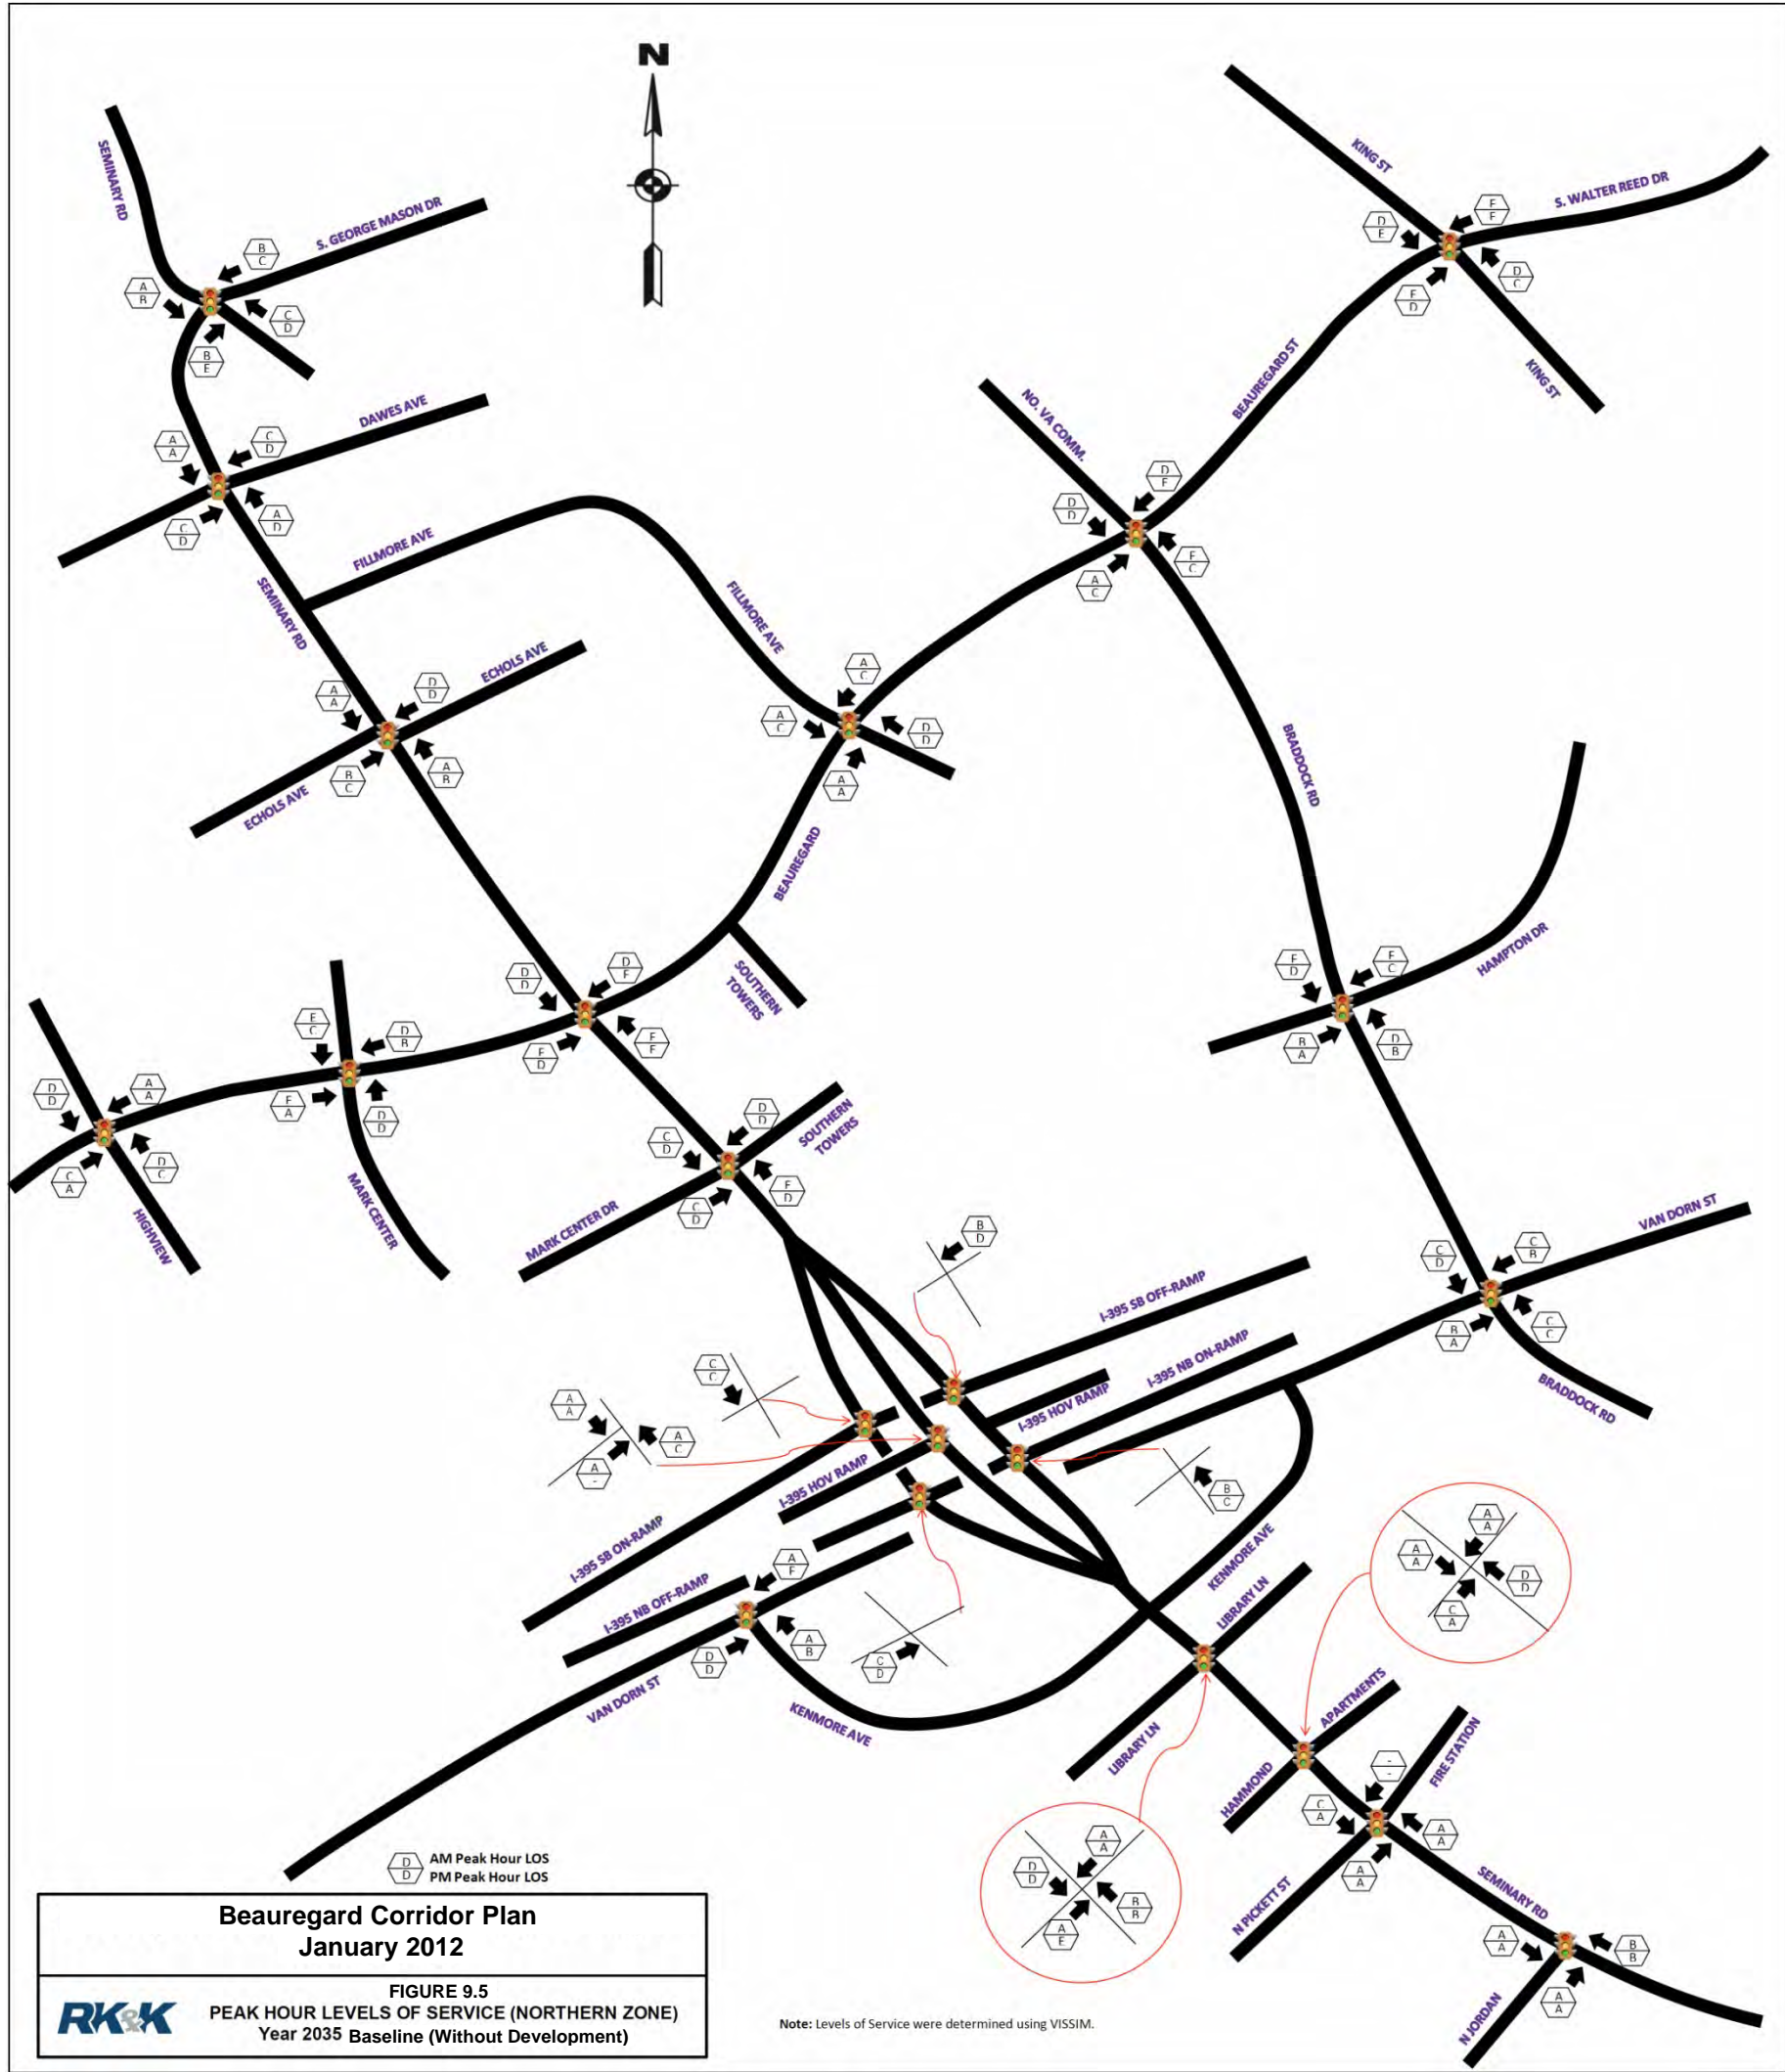 N
SEMINARY RD
S. GEORGE MASON DR
B
C
C
D
B
E
DAWES AVE
A
A
C
D
A
D
C
D
FILLMORE AVE
FILLMORE AVE
SEMINARY RD
ECHOLS AVE
ECHOLS AVE
A
A
D
D
KING ST
S. WALTER REED DR
D
E
F
F
D
C
F
D
KING ST
BEAUREGARD ST
NO. VA COMM.
D
D
D
F
F
C
A
C
A
C
A
C
D
D
A
A
BEAUREGARD
BRADDOCK RD
HAMPTON DR
D
B
SOUTHERN
TOWERS
D
D
D
F
F
F
F
D
MARK CENTER
F
A
D
D
D
D
A
A
D
C
C
A
HIGHVIEW
SOUTHERN
TOWERS
MARK CENTER DR
C
D
D
D
F
D
C
D
B
D
VAN DORN ST
C
D
C
C
BRADDOCK RD
I-395 SB OFF-RAMP
I-395 NB ON-RAMP
I-395 HOV RAMP
C
C
A
A
A
C
A
-
I-395 HOV RAMP
I-395 SB ON-RAMP
I-395 NB OFF-RAMP
B
C
A
F
A
B
D
D
C
D
VAN DORN ST
KENMORE AVE
KENMORE AVE
LIBRARY LN
LIBRARY LN
A
A
A
A
D
D
C
A
APARTMENTS
HAMMOND
FIRE STATION
-
-
C
A
A
A
A
A
N PICKETT ST
SEMINARY RD
A
A
D
D
A
E
A
A
B
B
A
A
N JORDAN
D
D
AM Peak Hour LOS
PM Peak Hour LOS
Beauregard Corridor Plan
January 2012
RK&K
FIGURE 9.5
PEAK HOUR LEVELS OF SERVICE (NORTHERN ZONE)
Year 2035 Baseline (Without Development)
Note: Levels of Service were determined using VISSIM.